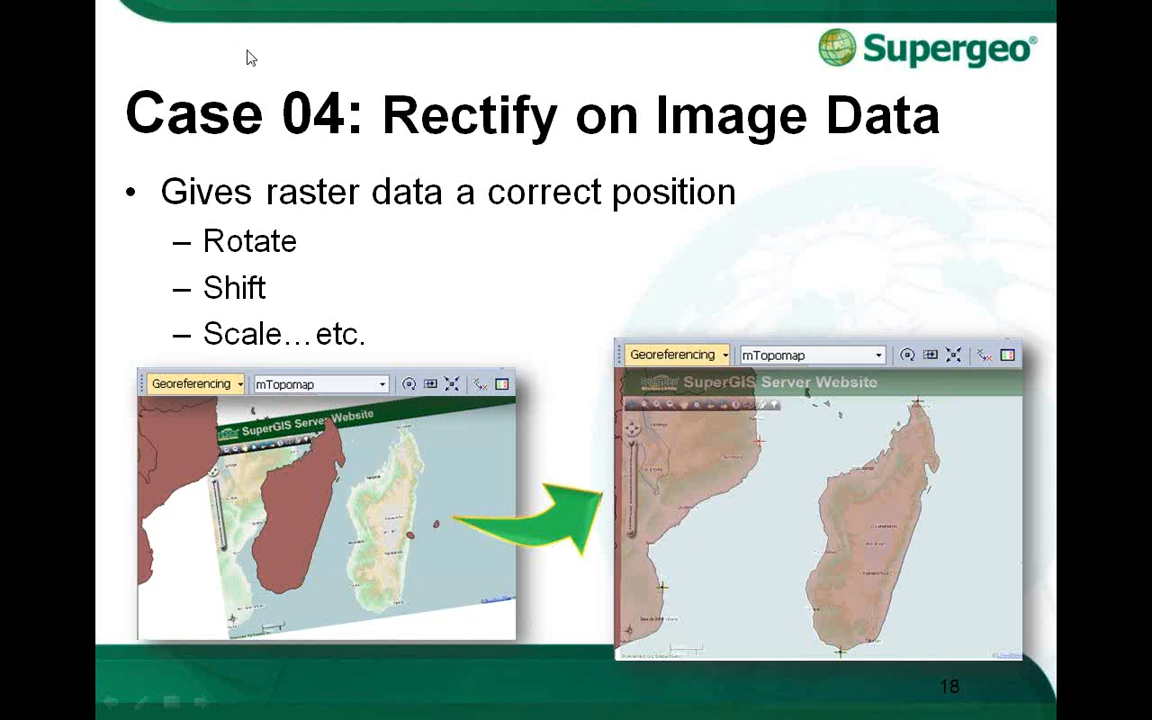 Supergeo®
Case 04: Rectify on Image Data
• Gives raster data a correct position
– Rotate
– Shift
– Scale…etc.
Georeferencing
mTopomap
SuperGIS Server Website
Georeferencing
mTopomap
SuperGIS Server Website
18